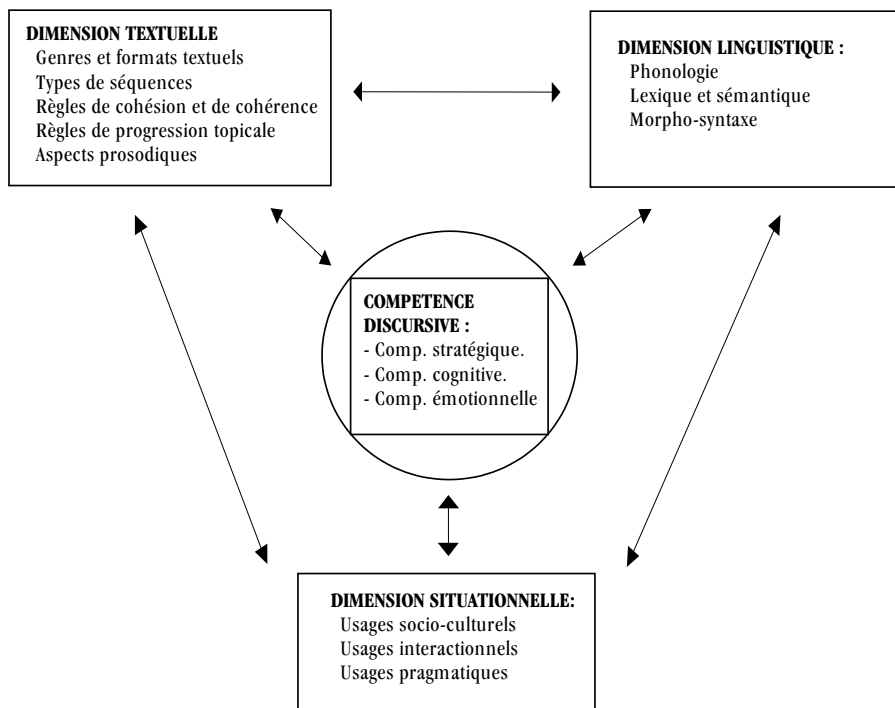 DIMENSION TEXTUELLE
Genres et formats textuels
Types de séquences
Règles de cohésion et de cohérence
Règles de progression topicale
Aspects prosodiques
DIMENSION LINGUISTIQUE :
Phonologie
Lexique et sémantique
Morpho-syntaxe
COMPETENCE
DISCURSIVE :
- Comp. stratégique.
- Comp. cognitive.
- Comp. émotionnelle
DIMENSION SITUATIONNELLE:
Usages socio-culturels
Usages interactionnels
Usages pragmatiques